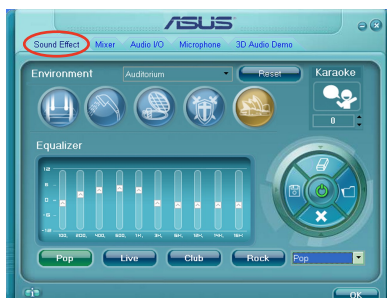 ASUS
Sound Effect Mixer Audio I/O Microphone 3D Audio Demo
Environment Auditorium Reset Karaoke
0
Equalizer
Pop Live Club Rock Pop
OK